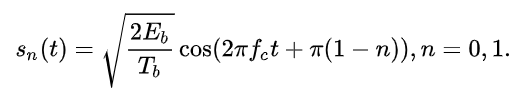 $s_n(t) = \sqrt{\frac{2E_b}{T_b}} \cos(2\pi f_c t + \pi(1 - n)), n = 0, 1.$